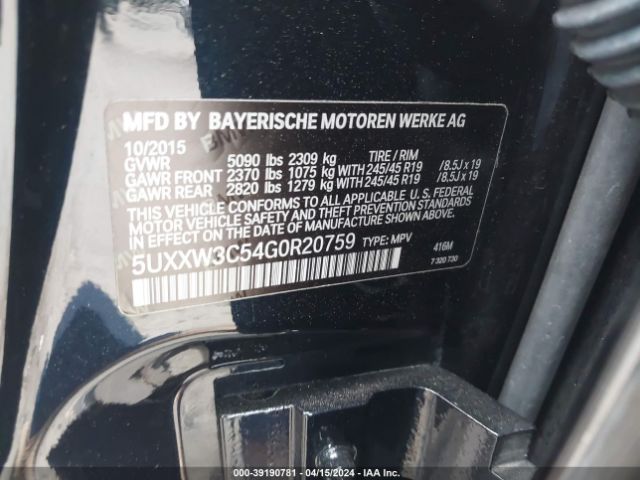 MFD BY BAYERISCHE MOTOREN WERKE AG
10/2015
GVWR 5090 lbs 2309 kg TIRE / RIM
GAWR FRONT 2370 lbs 1075 kg WITH 245/45 R19 /8.5J x 19
GAWR REAR 2820 lbs 1279 kg WITH 245/45 R19 /8.5J x 19
THIS VEHICLE CONFORMS TO ALL APPLICABLE U. S. FEDERAL
MOTOR VEHICLE SAFETY AND THEFT PREVENTION STANDARDS
IN EFFECT ON THE DATE OF MANUFACTURE SHOWN ABOVE.
5UXXW3C54G0R20759 TYPE: MPV 416M
7 320 730
000-39190781 - 04/15/2024 - IAA Inc.